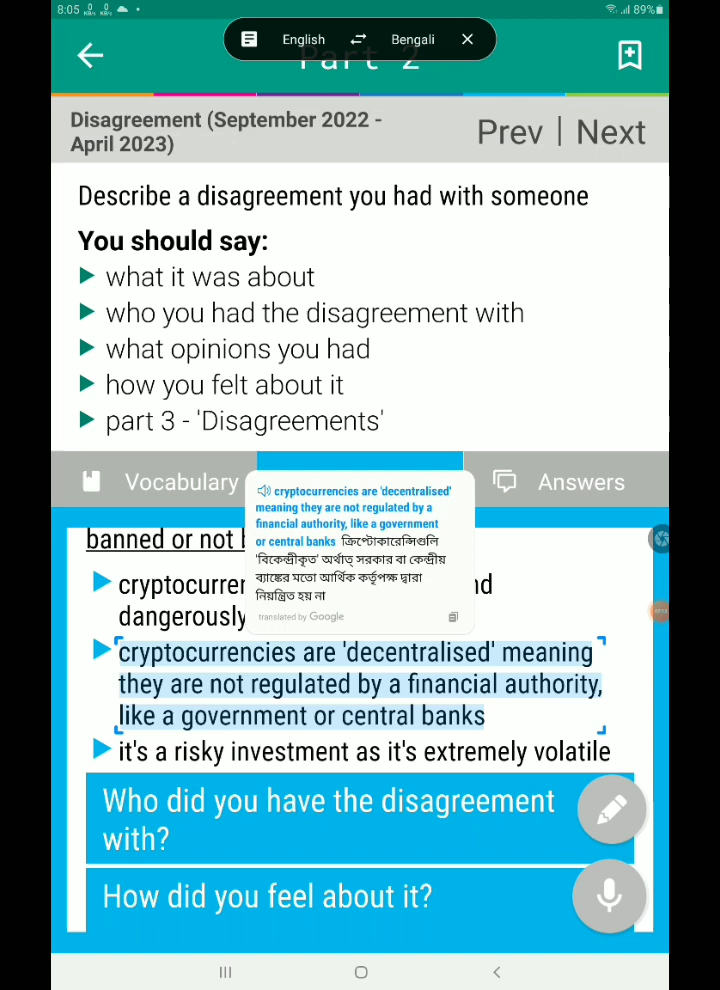 8:05
89%
English
Bengali
Part 2
Disagreement (September 2022 -
April 2023)
Prev | Next
Describe a disagreement you had with someone
You should say:
what it was about
who you had the disagreement with
what opinions you had
how you felt about it
part 3 - 'Disagreements'
Vocabulary
Answers
cryptocurrencies are 'decentralised'
meaning they are not regulated by a
financial authority, like a government
or central banks ক্রিপ্টোকারেন্সিগুলি
'বিকেন্দ্রীকৃত' অর্থাৎ সরকার বা কেন্দ্রীয়
ব্যাঙ্কের মতো আর্থিক কর্তৃপক্ষ দ্বারা
নিয়ন্ত্রিত হয় না
translated by Google
banned or not
dangerously
cryptocurrencies are 'decentralised' meaning
they are not regulated by a financial authority,
like a government or central banks
it's a risky investment as it's extremely volatile
Who did you have the disagreement
with?
How did you feel about it?